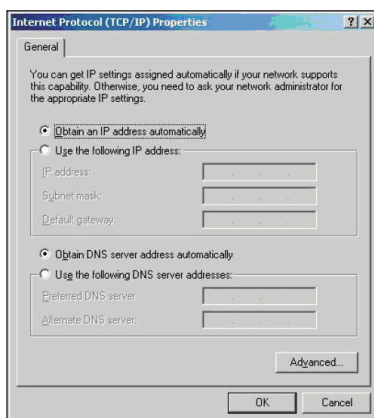 Internet Protocol (TCP/IP) Properties
General
You can get IP settings assigned automatically if your network supports
this capability. Otherwise, you need to ask your network administrator for
the appropriate IP settings.
Obtain an IP address automatically
Use the following IP address:
IP address:
Subnet mask:
Default gateway:
Obtain DNS server address automatically
Use the following DNS server addresses:
Preferred DNS server:
Alternate DNS server:
Advanced...
OK Cancel